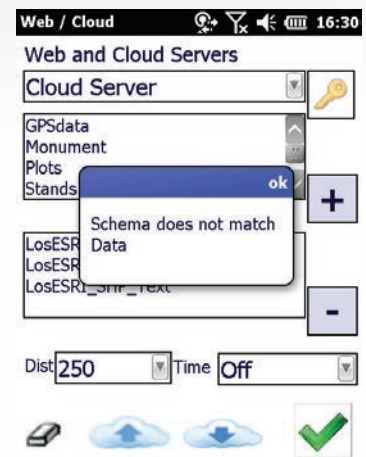 Web / Cloud 16:30
Web and Cloud Servers
Cloud Server
GPSdata
Monument
Plots
Stands
ok
Schema does not match
Data
+
LosESR
LosESR
LosESRI_SHP_Text
-
Dist 250 Time Off